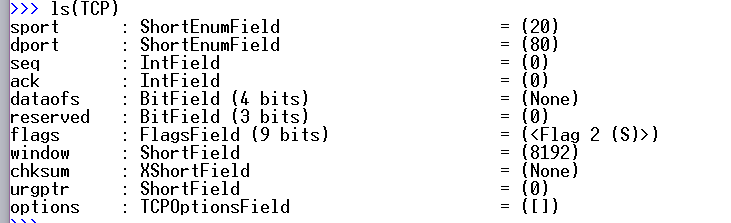 >>> ls(TCP)
sport      : ShortEnumField                      = (20)
dport      : ShortEnumField                      = (80)
seq        : IntField                            = (0)
ack        : IntField                            = (0)
dataofs    : BitField (4 bits)                   = (None)
reserved   : BitField (3 bits)                   = (0)
flags      : FlagsField (9 bits)                 = (<Flag 2 (S)>)
window     : ShortField                          = (8192)
chksum     : XShortField                         = (None)
urgptr     : ShortField                          = (0)
options    : TCPOptionsField                     = ([])
>>>